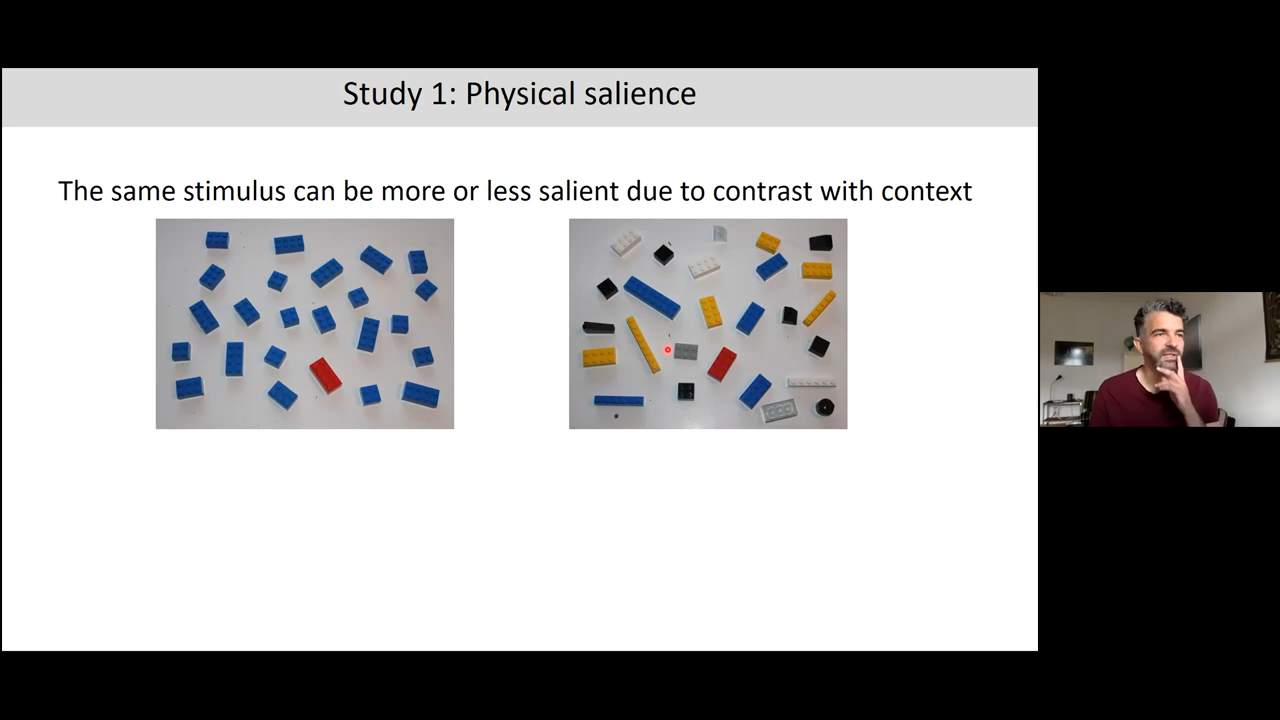 Study 1: Physical salience
The same stimulus can be more or less salient due to contrast with context